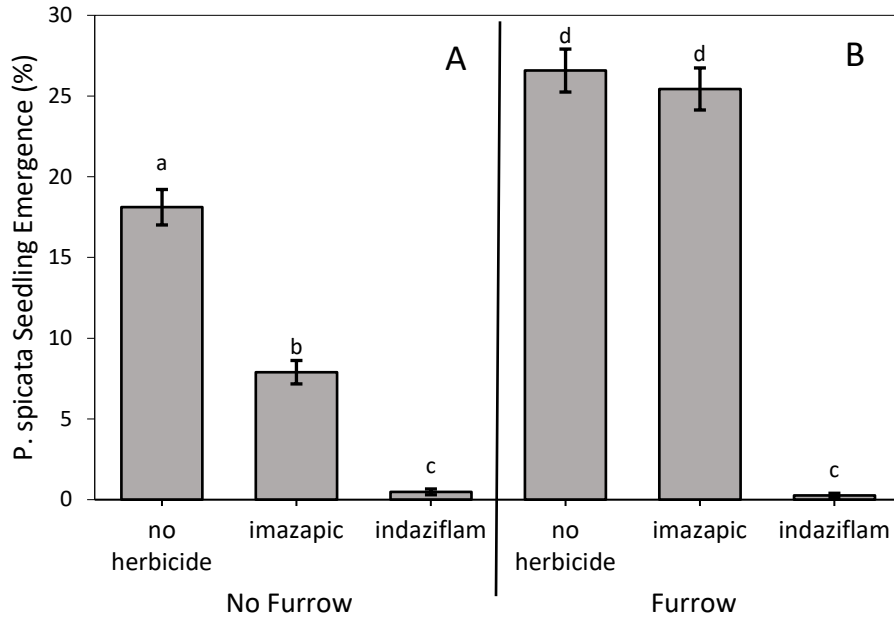 P. spicata Seedling Emergence (%)
30
25
20
15
10
5
0
A
a
b
c
B
d
d
c
no herbicide
imazapic
indaziflam
no herbicide
imazapic
indaziflam
No Furrow
Furrow